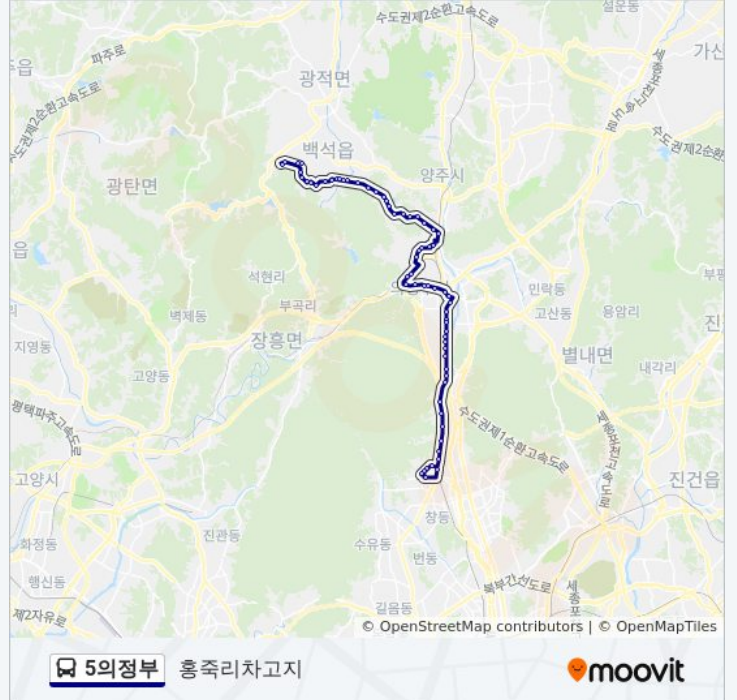 수도권제2순환고속도로
설운동
파주로
광적면
가산
주읍
세종포천고속도로
수도권제2순환고속도로
백석읍
수도권제2순환
양주시
광탄면
읍
석현리
부평
민락동
부곡리
벽제동
고산동
용암리
진
장흥면
지영동
별내면
내각리
고양동
평택파주고속도로
수도권제1순환고속도로
세종포천고속도로
고양시
진건읍
창동
진관동
화정동
수유동
번동
행신동
북부간선도로
세종포
길음동
제2자유로
© OpenStreetMap contributors | © OpenMapTiles
5의정부 홍죽리차고지
moovit